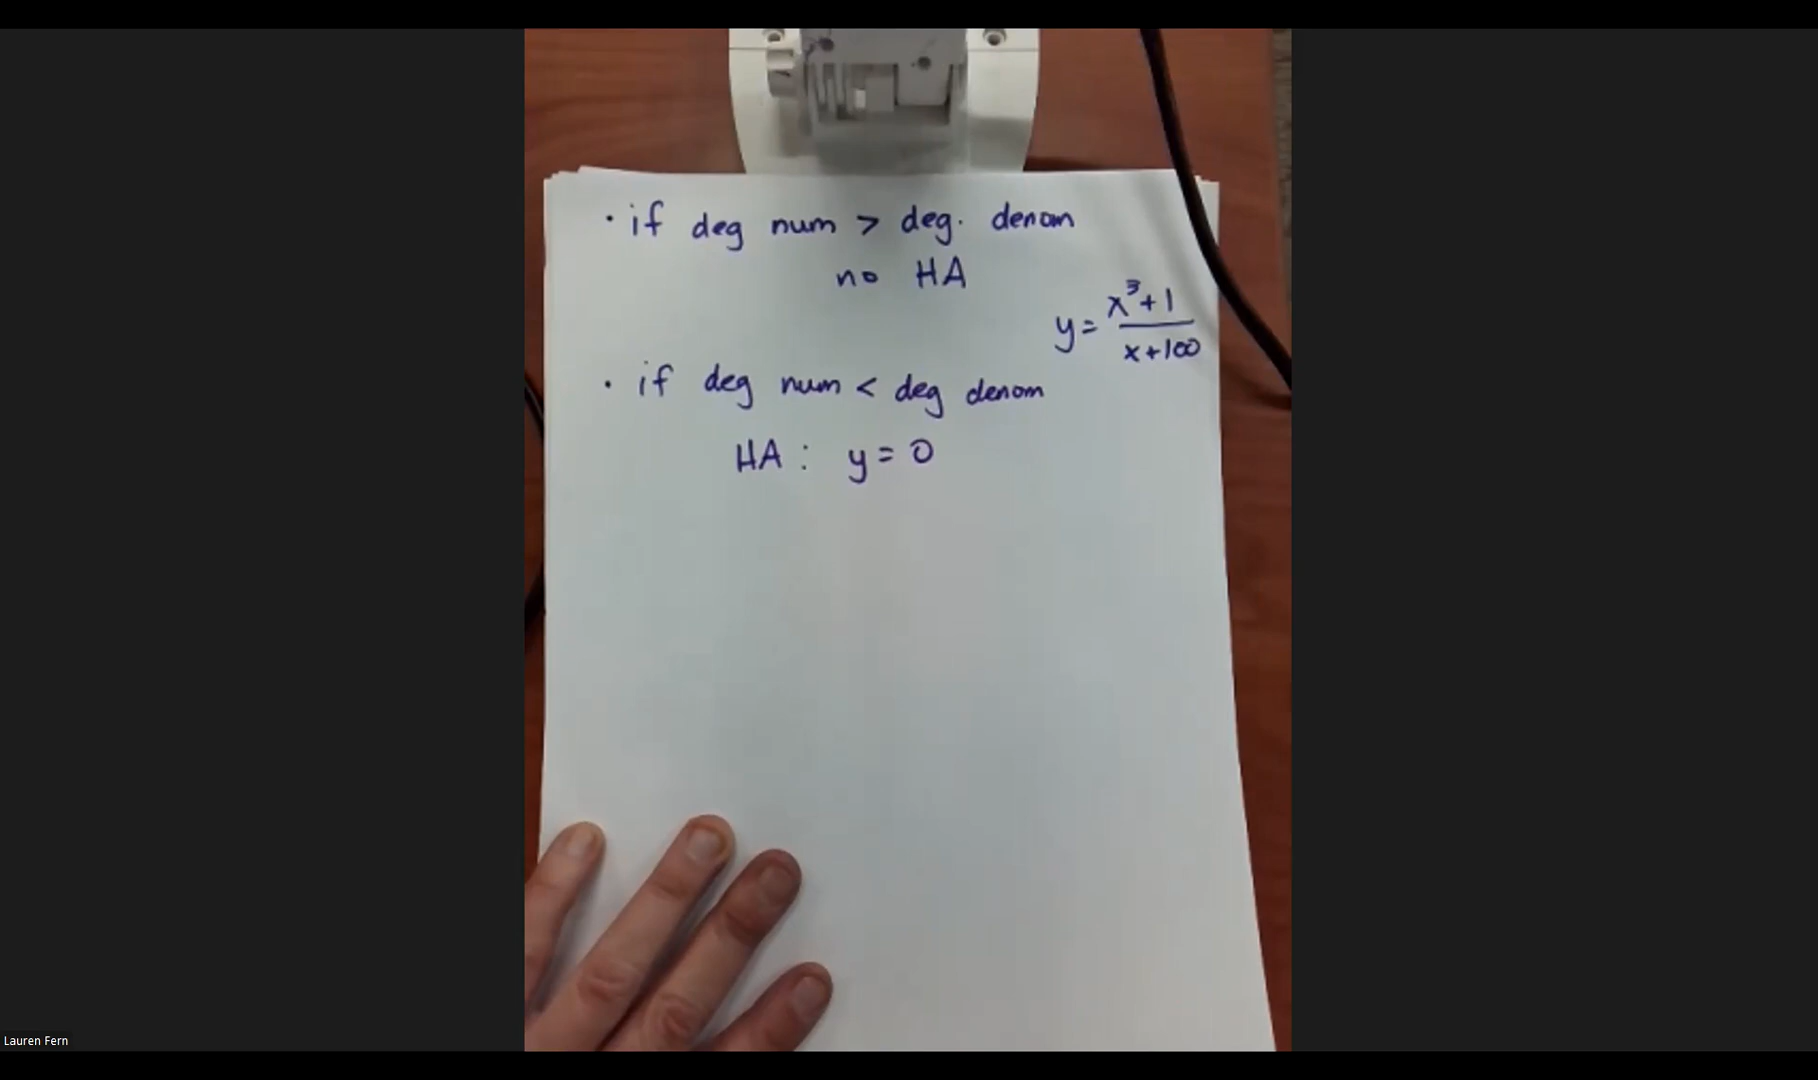 · if deg num > deg. denom
no HA
y = x³+1 / x+100
· if deg num < deg denom
HA : y = 0
Lauren Fern